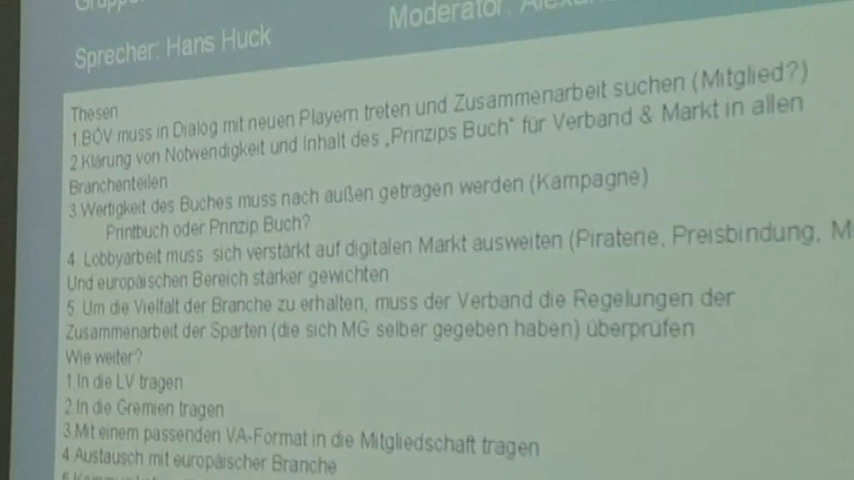 Sprecher: Hans Huck
Moderator:
Thesen
1.BÖV muss in Dialog mit neuen Playern treten und Zusammenarbeit suchen (Mitglied?)
2.Klärung von Notwendigkeit und Inhalt des „Prinzips Buch“ für Verband & Markt in allen
Branchenteilen
3.Wertigkeit des Buches muss nach außen getragen werden (Kampagne)
Printbuch oder Prinzip Buch?
4. Lobbyarbeit muss sich verstärkt auf digitalen Markt ausweiten (Piraterie, Preisbindung,
Und europäischen Bereich stärker gewichten
5. Um die Vielfalt der Branche zu erhalten, muss der Verband die Regelungen der
Zusammenarbeit der Sparten (die sich MG selber gegeben haben) überprüfen
Wie weiter?
1.In die LV tragen
2.In die Gremien tragen
3.Mit einem passenden VA-Format in die Mitgliedschaft tragen
4.Austausch mit europäischer Branche